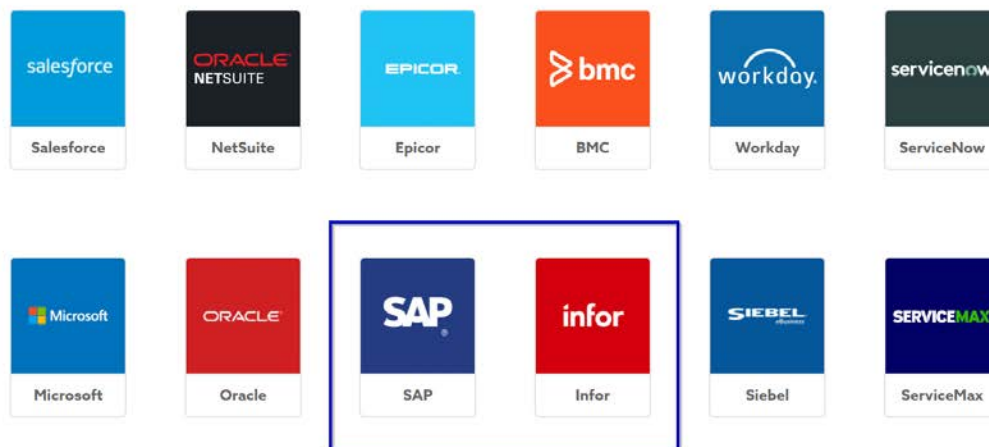 salesforce
ORACLE
NETSUITE
EPICOR
bmc
workday.
servicenow
Salesforce
NetSuite
Epicor
BMC
Workday
ServiceNow
Microsoft
ORACLE
SAP
infor
SIEBEL
eBusiness
SERVICEMAX
Microsoft
Oracle
SAP
Infor
Siebel
ServiceMax